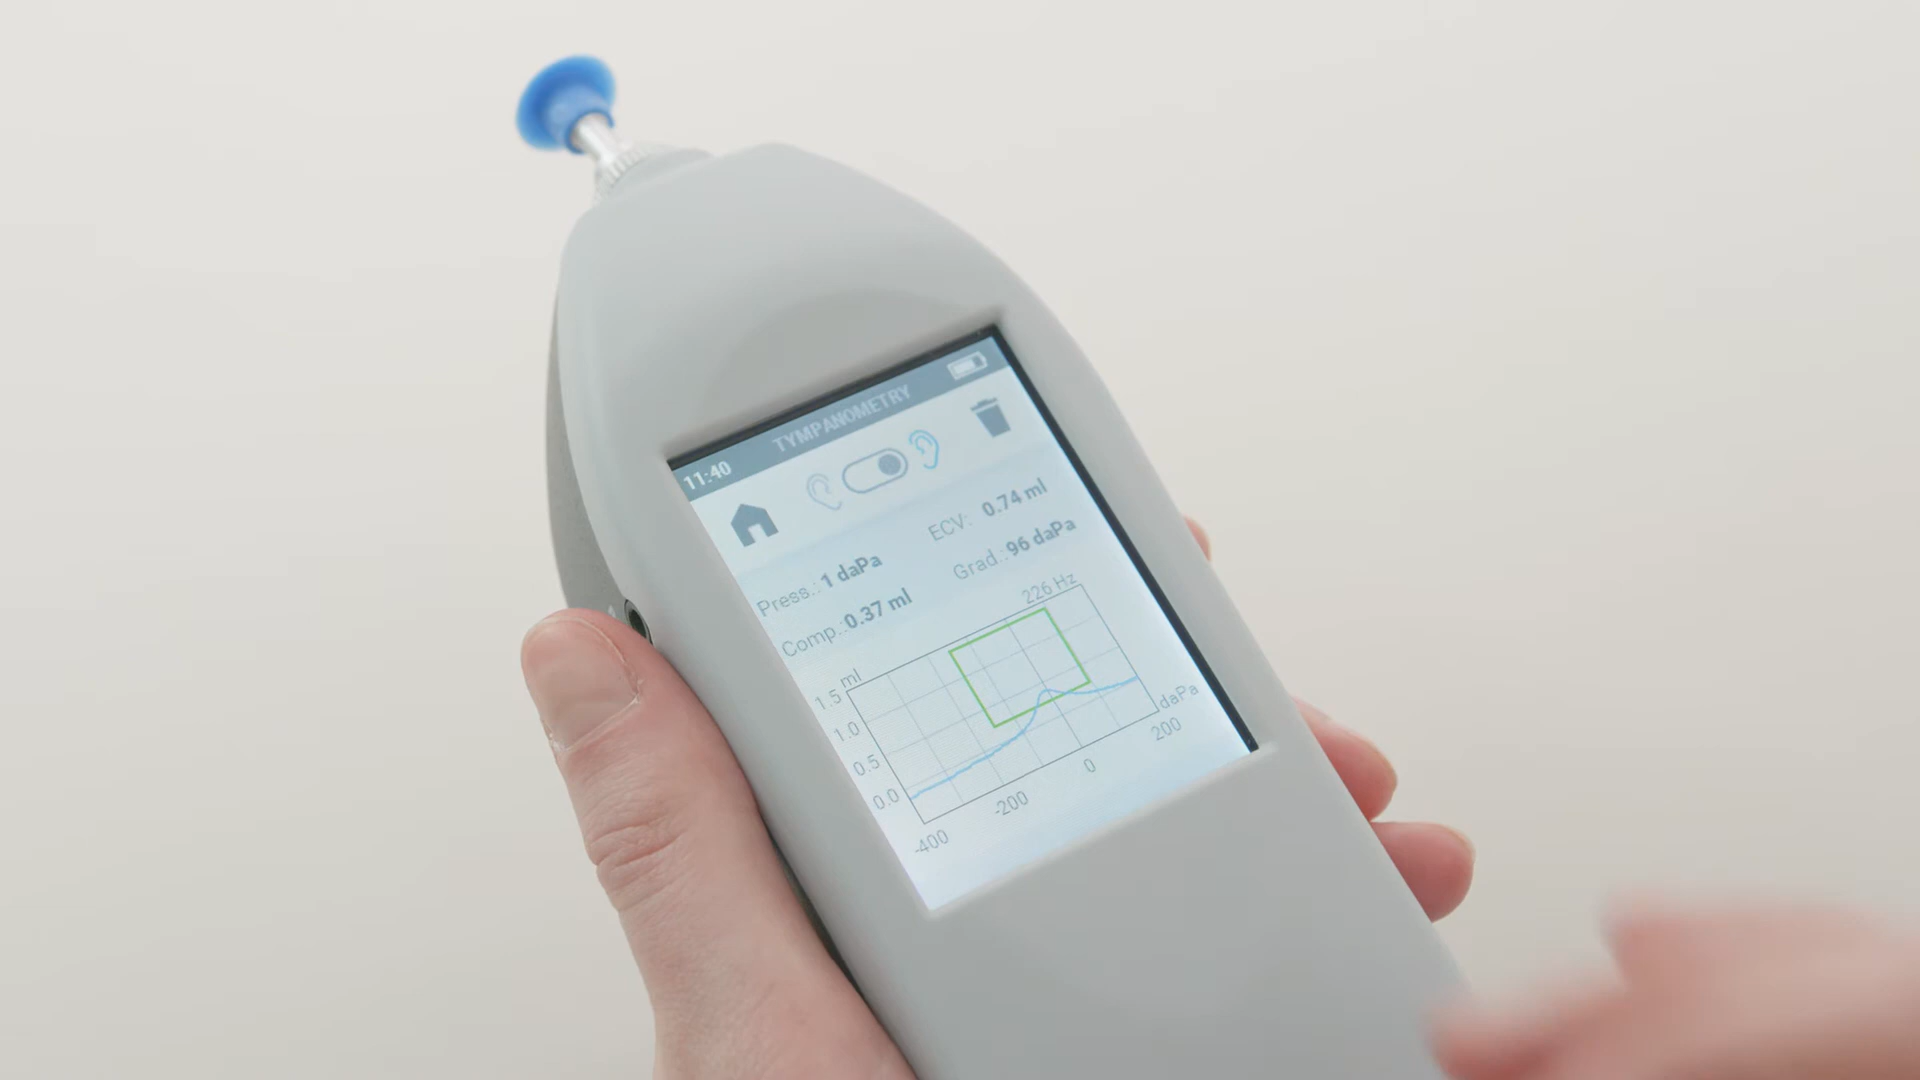 11:40 TYMPANOMETRY
Press.: 1 daPa ECV: 0.74 ml
Comp.: 0.37 ml Grad.: 96 daPa
ml 226 Hz
1.5
1.0
0.5
0.0
-400 -200 0 200 daPa